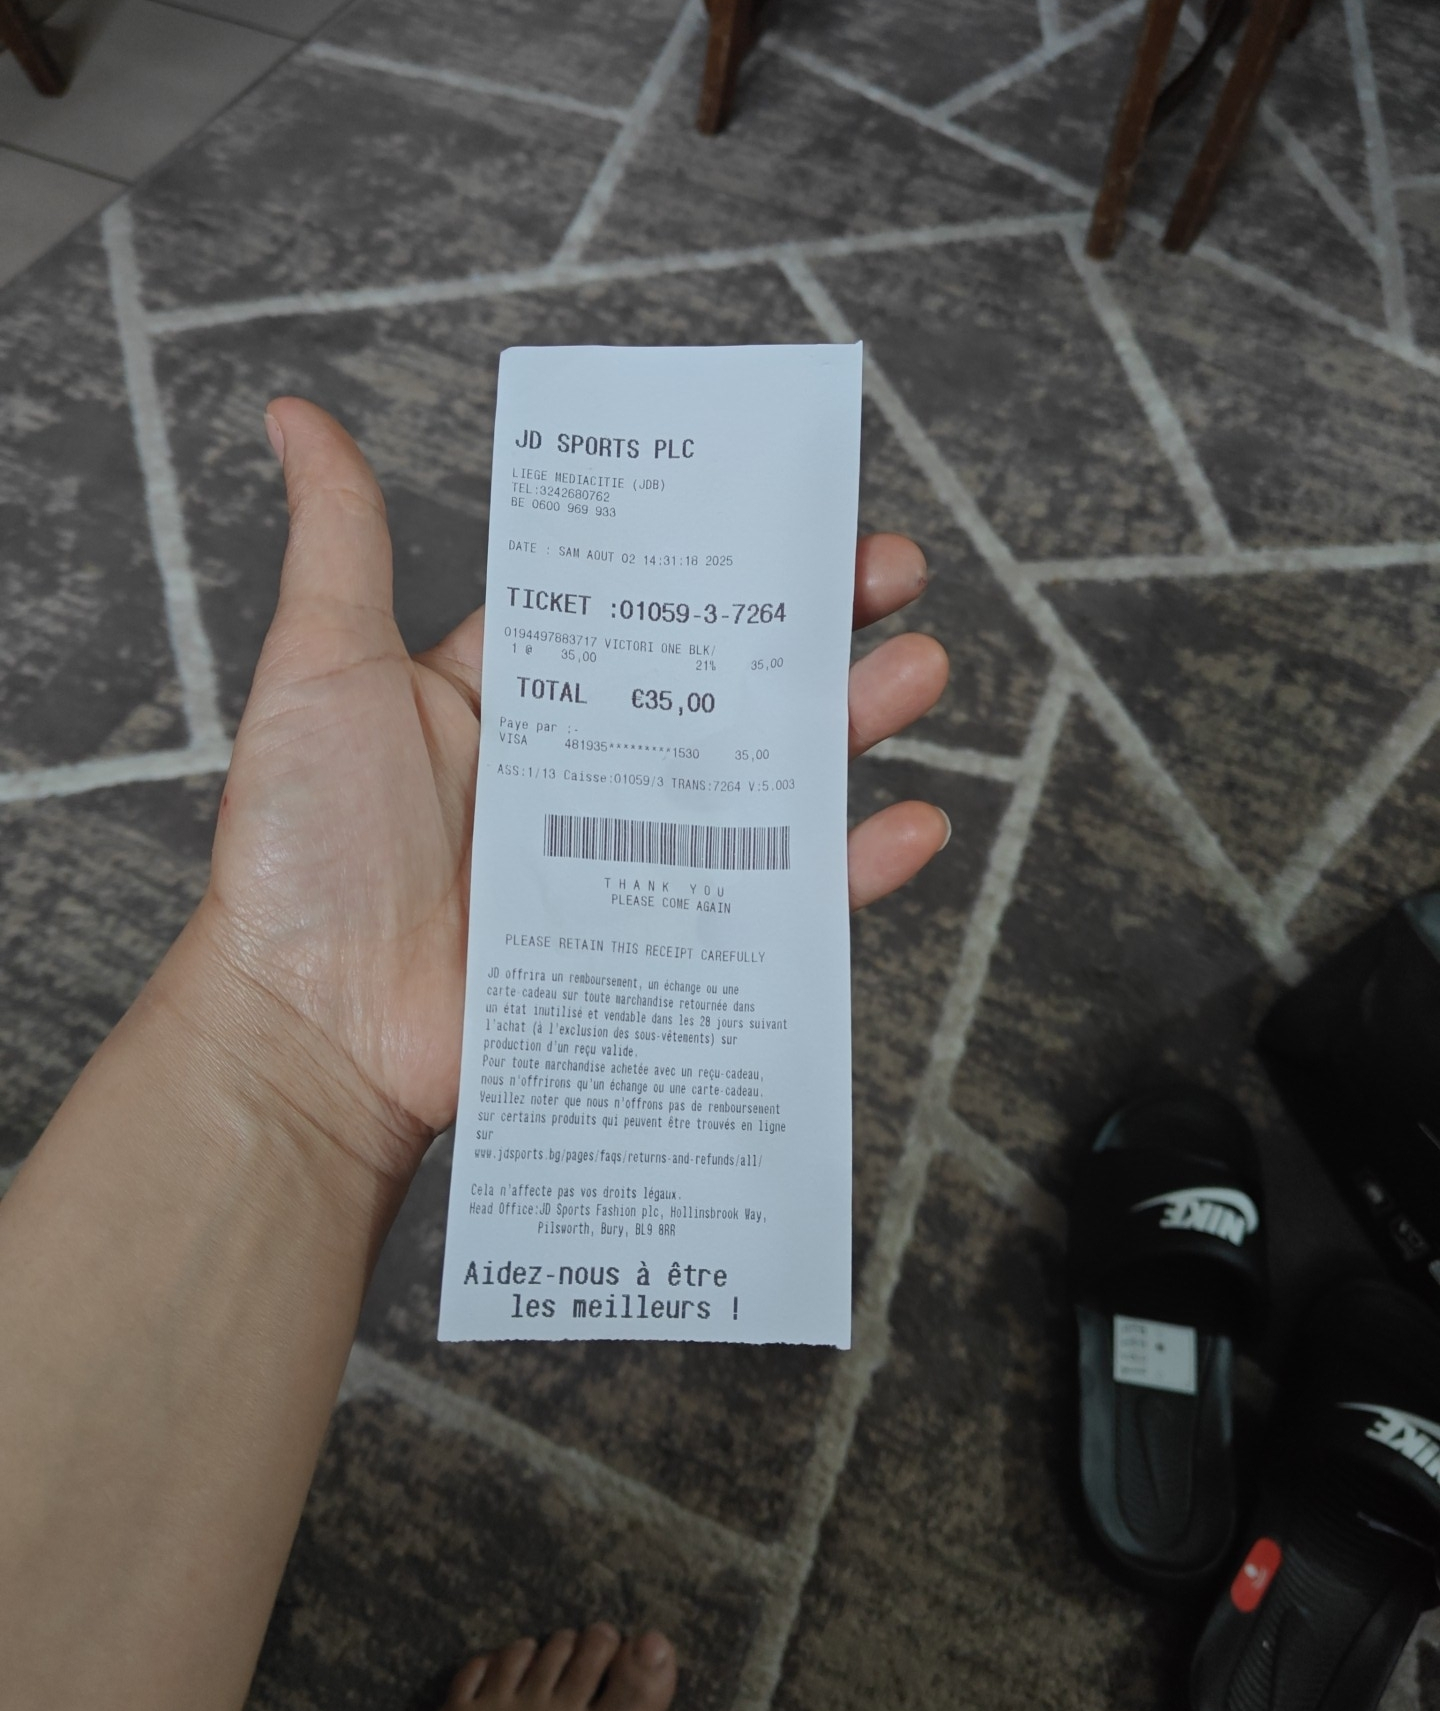 JD SPORTS PLC
LIEGE MEDIACITIE (JDB)
TEL:3242680762
BE 0600 969 933
DATE : SAM AOUT 02 14:31:18 2025
TICKET :01059-3-7264
0194497683717 VICTORI ONE BLK/
1 @ 35,00 21% 35,00
TOTAL €35,00
Paye par :-
VISA 481935*********1530 35,00
ASS:1/13 Caisse:01059/3 TRANS:7264 V:5.003
THANK YOU
PLEASE COME AGAIN
PLEASE RETAIN THIS RECEIPT CAREFULLY
JD offrira un remboursement, un échange ou une
carte-cadeau sur toute marchandise retournée dans
un état inutilisé et vendable dans les 28 jours suivant
l'achat (à l'exclusion des sous-vêtements) sur
production d'un reçu valide.
Pour toute marchandise achetée avec un reçu-cadeau,
nous n'offrirons qu'un échange ou une carte-cadeau.
Veuillez noter que nous n'offrons pas de remboursement
sur certains produits qui peuvent être trouvés en ligne
sur
www.jdsports.bg/pages/faqs/returns-and-refunds/all/
Cela n'affecte pas vos droits légaux.
Head Office:JD Sports Fashion plc, Hollinsbrook Way,
Pilsworth, Bury, BL9 8RR
Aidez-nous à être
les meilleurs !
NIKE
NIKE